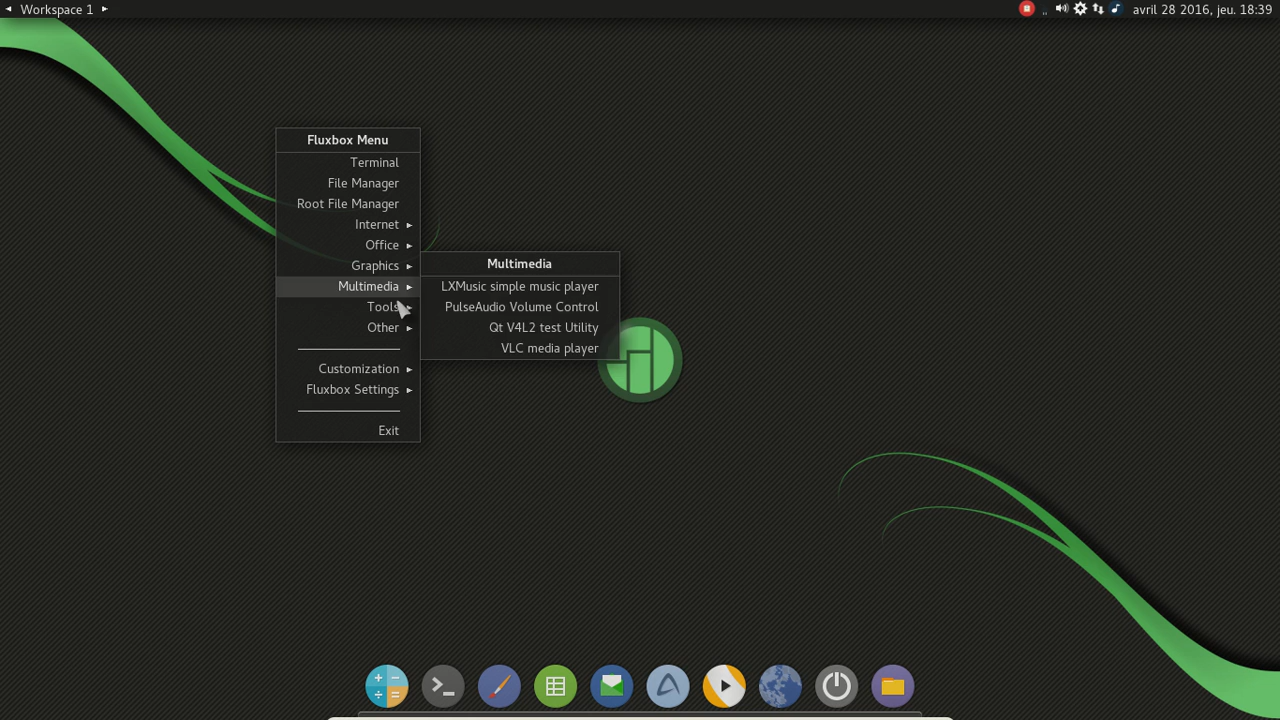 Workspace 1
avril 28 2016, jeu. 18:39
Fluxbox Menu
Terminal
File Manager
Root File Manager
Internet
Office
Graphics
Multimedia
Tools
Other
Customization
Fluxbox Settings
Exit
Multimedia
LXMusic simple music player
PulseAudio Volume Control
Qt V4L2 test Utility
VLC media player